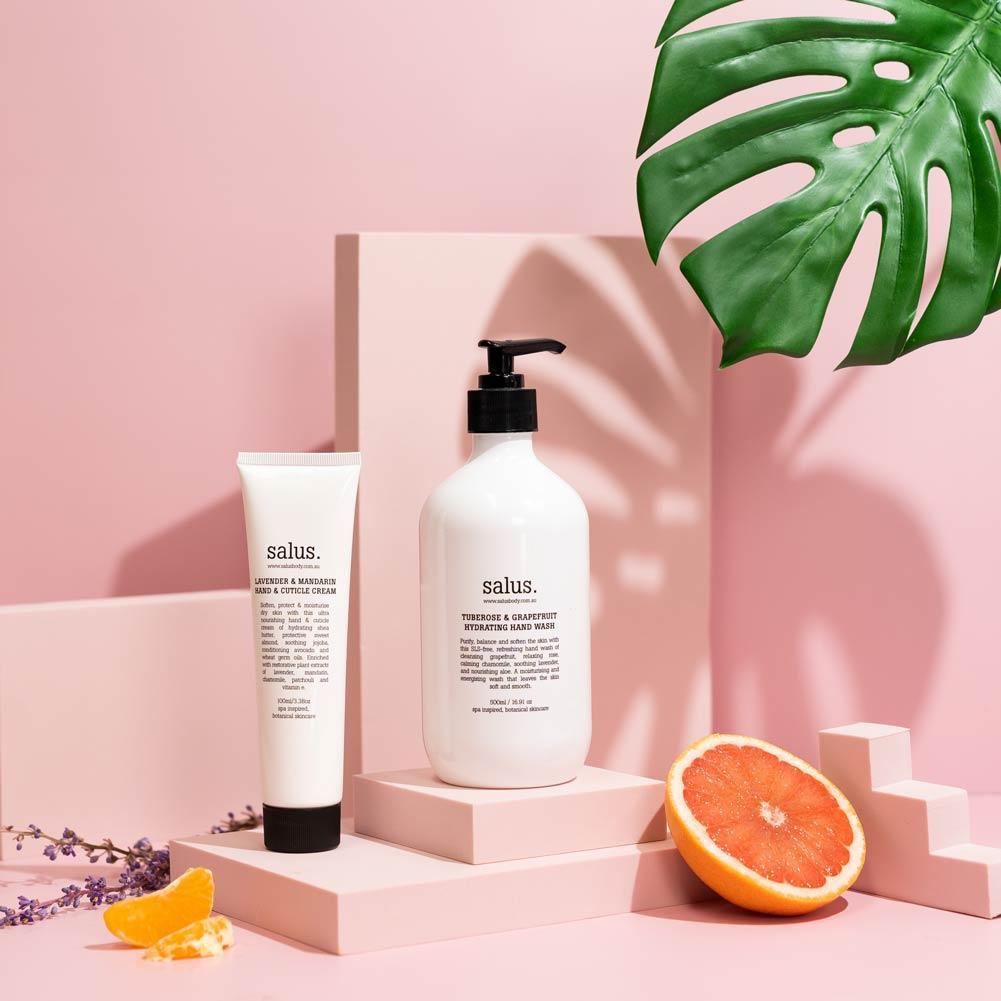 salus.
www.salusbody.com.au
LAVENDER & MANDARIN
HAND & CUTICLE CREAM
Soften, protect & moisturise
dry skin with this ultra
nourishing hand & cuticle
cream of hydrating shea
butter, protective sweet
almond, soothing jojoba,
conditioning avocado and
wheat germ oils. Enriched
with restorative plant extracts
of lavender, mandarin,
chamomile, patchouli and
vitamin e.
100ml/3.38oz
spa inspired,
botanical skincare
salus.
www.salusbody.com.au
TUBEROSE & GRAPEFRUIT
HYDRATING HAND WASH
Purify, balance and soften the skin with
this SLS-free, refreshing hand wash of
cleansing grapefruit, relaxing rose,
calming chamomile, soothing lavender,
and nourishing aloe. A moisturising and
energising wash that leaves the skin
soft and smooth.
500ml / 16.91 oz
spa inspired, botanical skincare